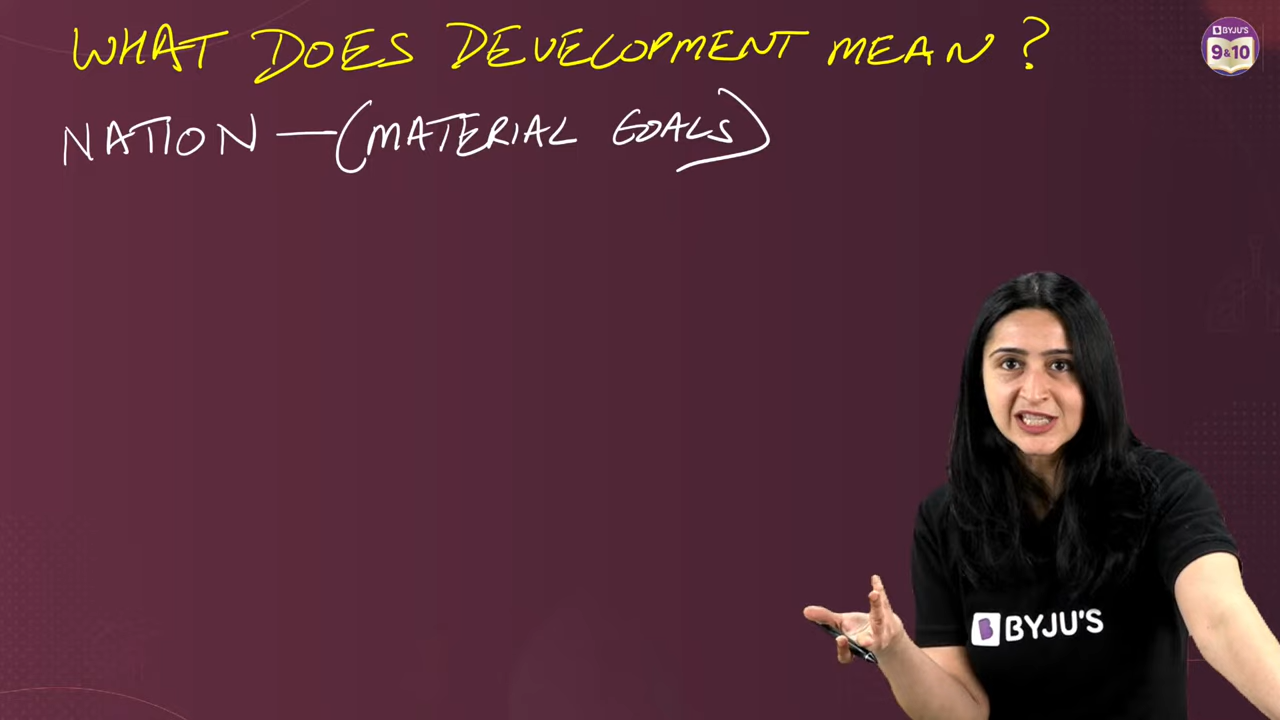 WHAT DOES DEVELOPMENT MEAN ?
BYJU'S
9&10
NATION — (MATERIAL GOALS)
BYJU'S